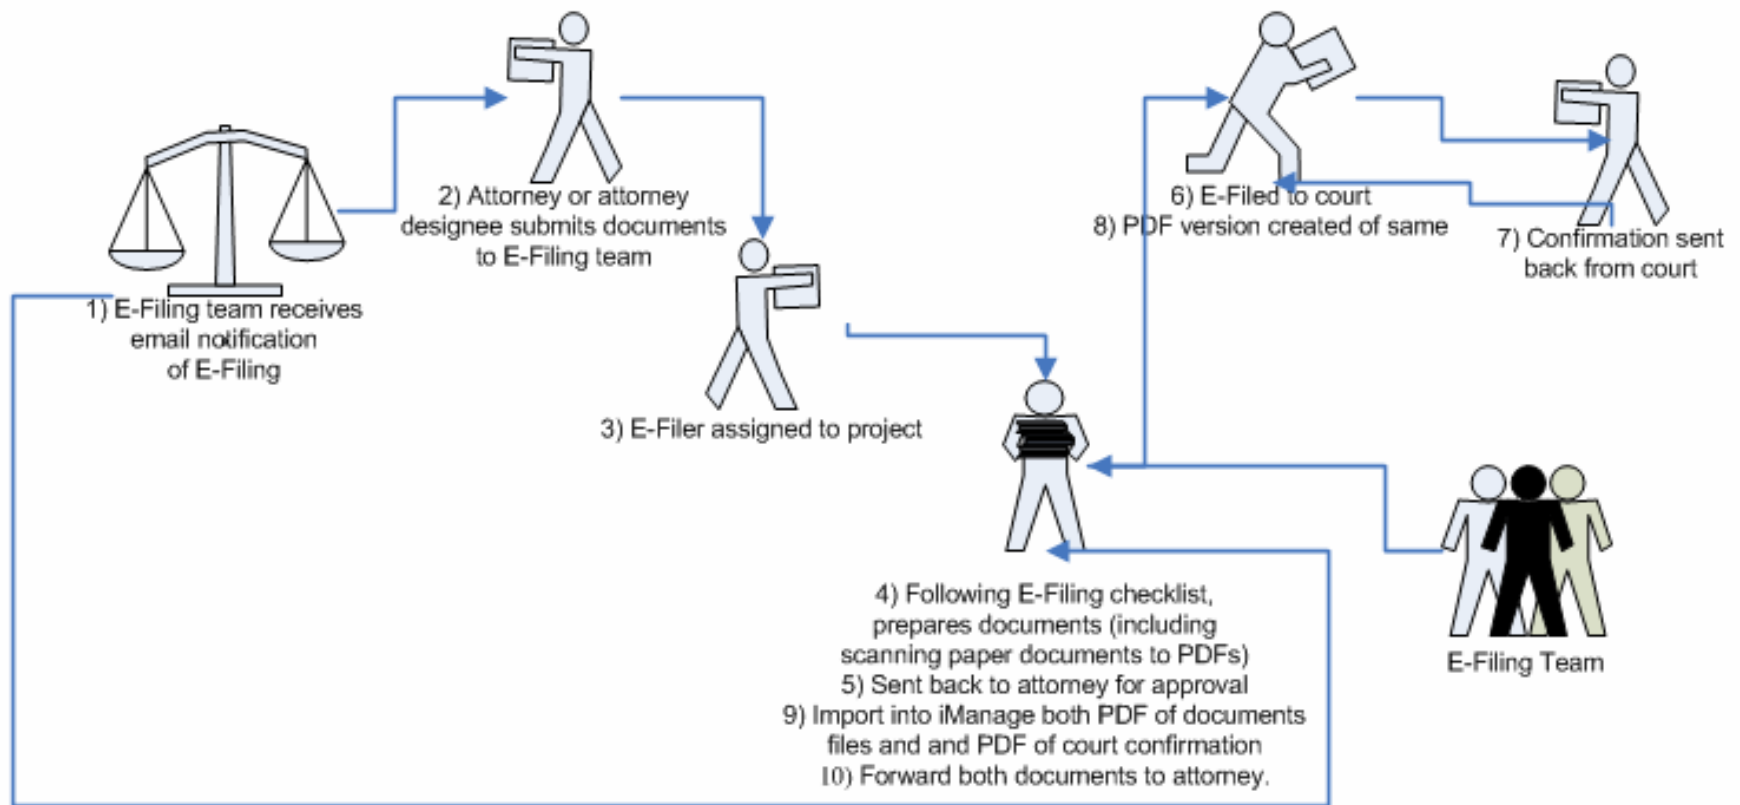 2) Attorney or attorney
designee submits documents
to E-Filing team
6) E-Filed to court
8) PDF version created of same
7) Confirmation sent
back from court
1) E-Filing team receives
email notification
of E-Filing
3) E-Filer assigned to project
4) Following E-Filing checklist,
prepares documents (including
scanning paper documents to PDFs)
5) Sent back to attorney for approval
9) Import into iManage both PDF of documents
files and and PDF of court confirmation
10) Forward both documents to attorney.
E-Filing Team